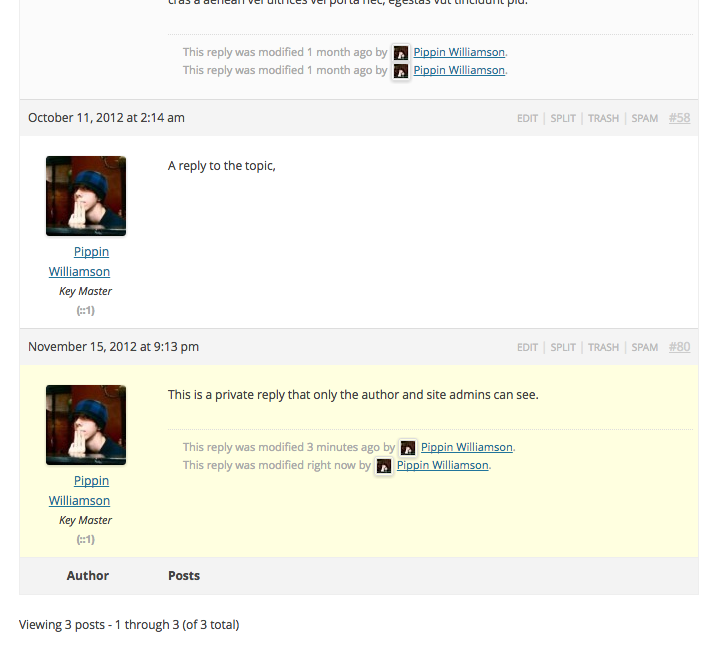 cras a aenean vel ultrices vel porta nec, egestas vut tincidunt pid.
This reply was modified 1 month ago by Pippin Williamson.
This reply was modified 1 month ago by Pippin Williamson.
October 11, 2012 at 2:14 am EDIT | SPLIT | TRASH | SPAM #58
A reply to the topic,
Pippin
Williamson
Key Master
(::1)
November 15, 2012 at 9:13 pm EDIT | SPLIT | TRASH | SPAM #80
This is a private reply that only the author and site admins can see.
This reply was modified 3 minutes ago by Pippin Williamson.
This reply was modified right now by Pippin Williamson.
Pippin
Williamson
Key Master
(::1)
Author Posts
Viewing 3 posts - 1 through 3 (of 3 total)